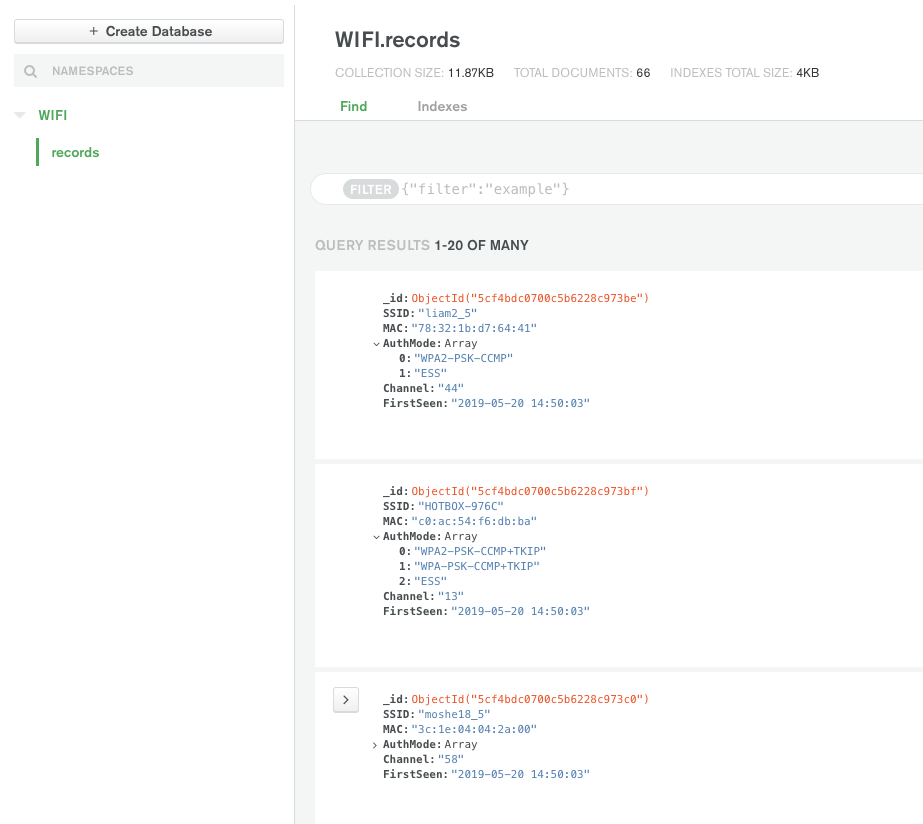 + Create Database
NAMESPACES
WIFI
records
WIFI.records
COLLECTION SIZE: 11.87KB TOTAL DOCUMENTS: 66 INDEXES TOTAL SIZE: 4KB
Find Indexes
FILTER {"filter":"example"}
QUERY RESULTS 1-20 OF MANY
_id: ObjectId("5cf4bdc0700c5b6228c973be")
SSID: "liam2_5"
MAC: "78:32:1b:d7:64:41"
AuthMode: Array
0: "WPA2-PSK-CCMP"
1: "ESS"
Channel: "44"
FirstSeen: "2019-05-20 14:50:03"
_id: ObjectId("5cf4bdc0700c5b6228c973bf")
SSID: "HOTBOX-976C"
MAC: "c0:ac:54:f6:db:ba"
AuthMode: Array
0: "WPA2-PSK-CCMP+TKIP"
1: "WPA-PSK-CCMP+TKIP"
2: "ESS"
Channel: "13"
FirstSeen: "2019-05-20 14:50:03"
_id: ObjectId("5cf4bdc0700c5b6228c973c0")
SSID: "moshe18_5"
MAC: "3c:1e:04:04:2a:00"
AuthMode: Array
Channel: "58"
FirstSeen: "2019-05-20 14:50:03"